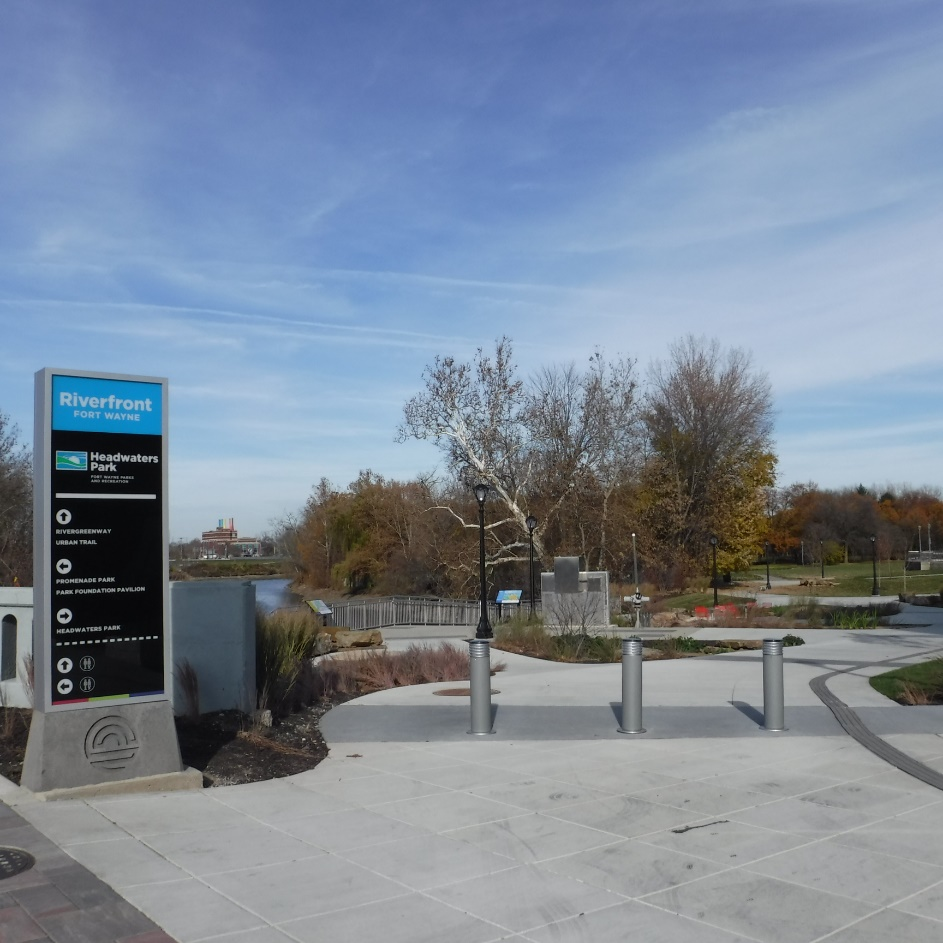 Riverfront
FORT WAYNE
Headwaters
Park
FORT WAYNE PARKS
AND RECREATION
RIVERGREENWAY
URBAN TRAIL
PROMENADE PARK
PARK FOUNDATION PAVILION
HEADWATERS PARK